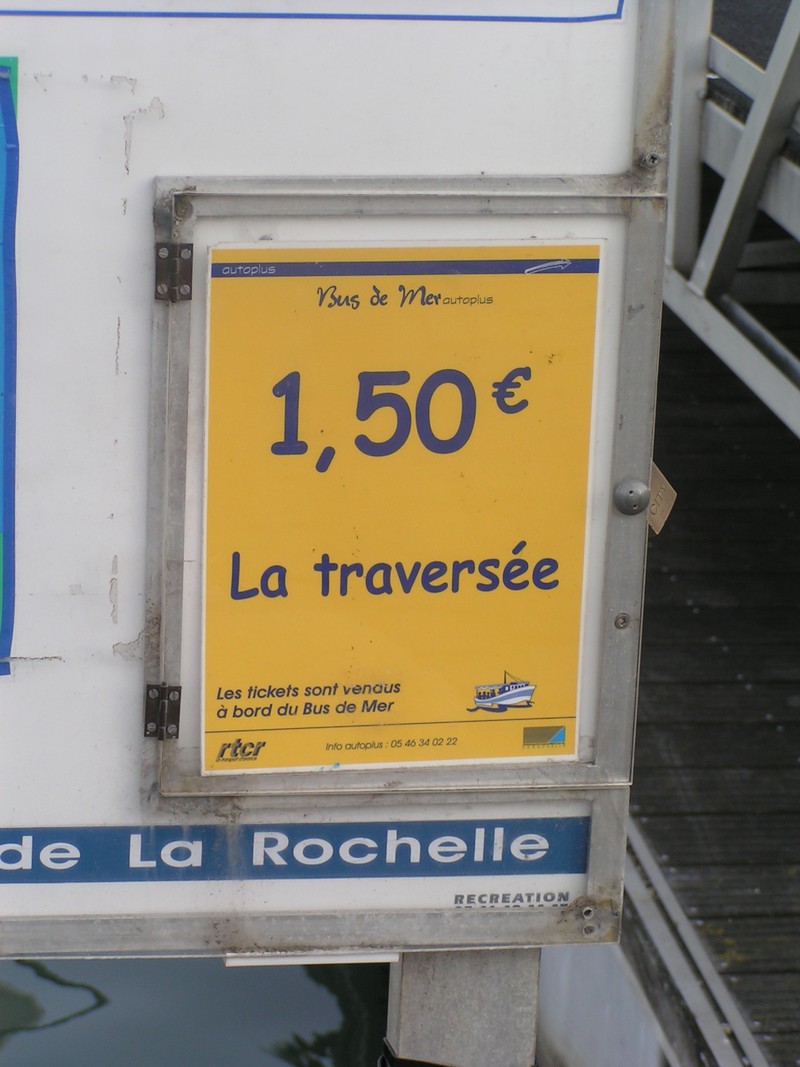 autoplus
Bus de Mer autoplus
1,50 €
La traversée
Les tickets sont vendus
à bord du Bus de Mer
rtcr
Info autoplus : 05 46 34 02 22
de La Rochelle
RECREATION